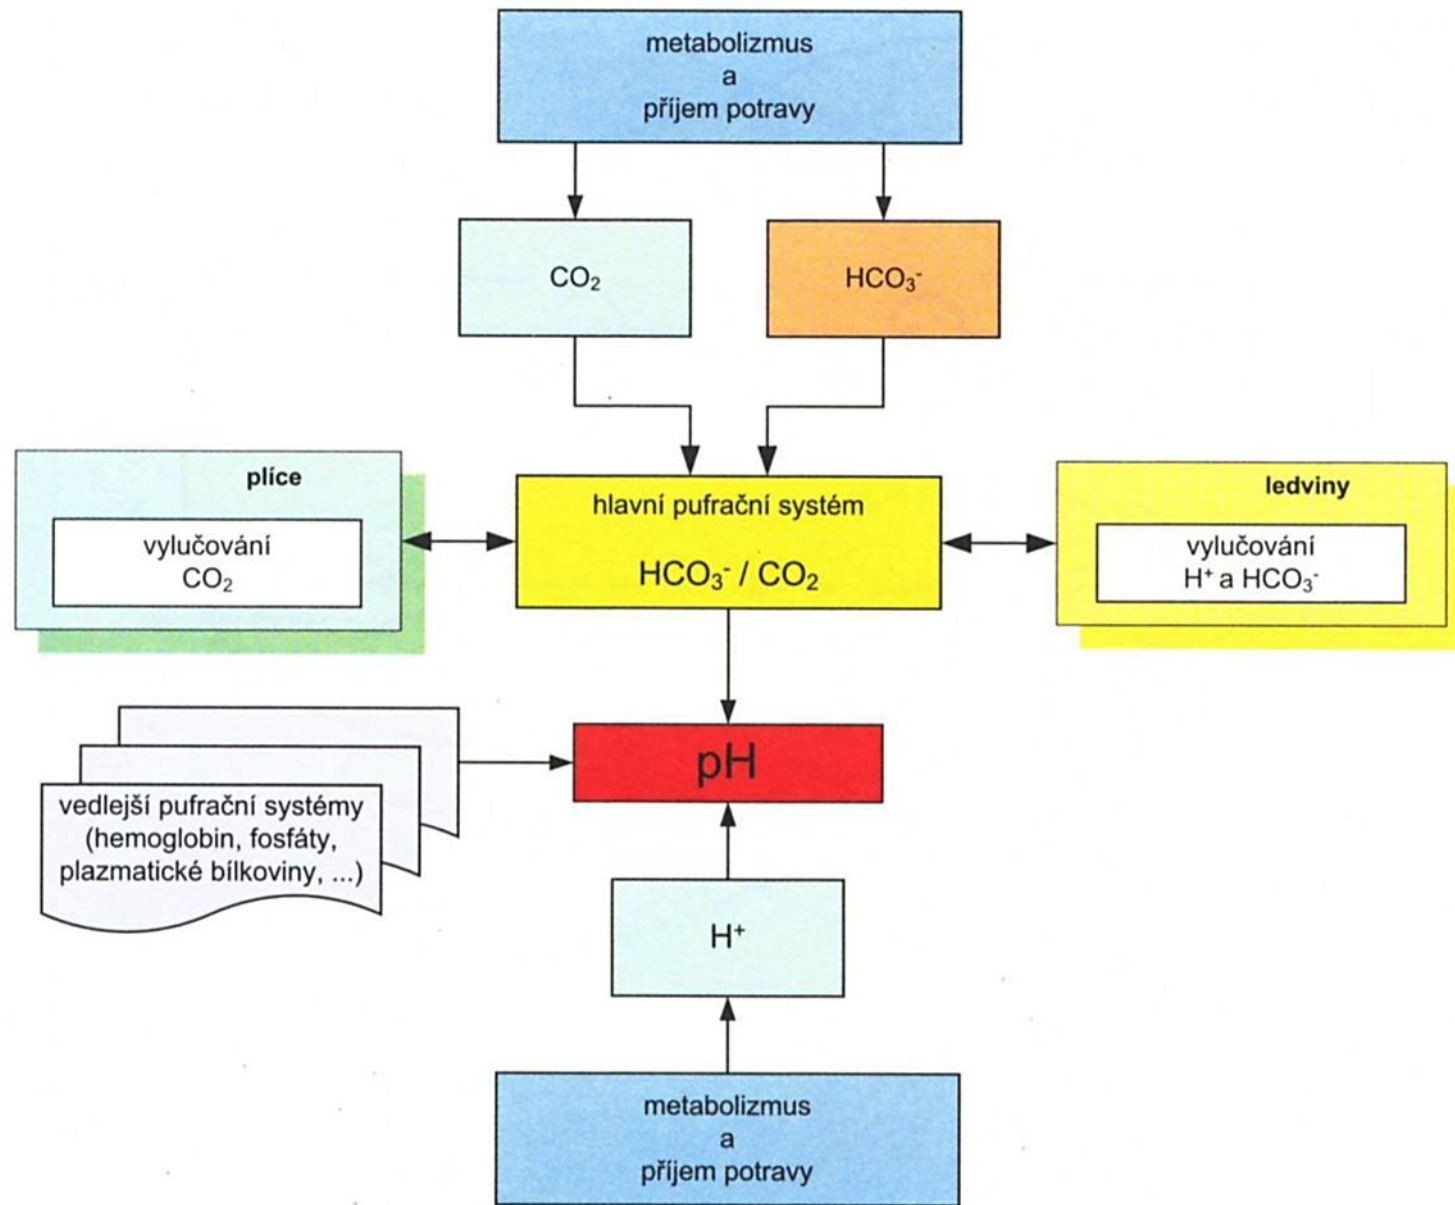 metabolizmus
a
příjem potravy
CO₂
HCO₃⁻
plíce
vylučování
CO₂
hlavní pufrační systém
HCO₃⁻ / CO₂
ledviny
vylučování
H⁺ a HCO₃⁻
pH
vedlejší pufrační systémy
(hemoglobin, fosfáty,
plazmatické bílkoviny, ...)
H⁺
metabolizmus
a
příjem potravy